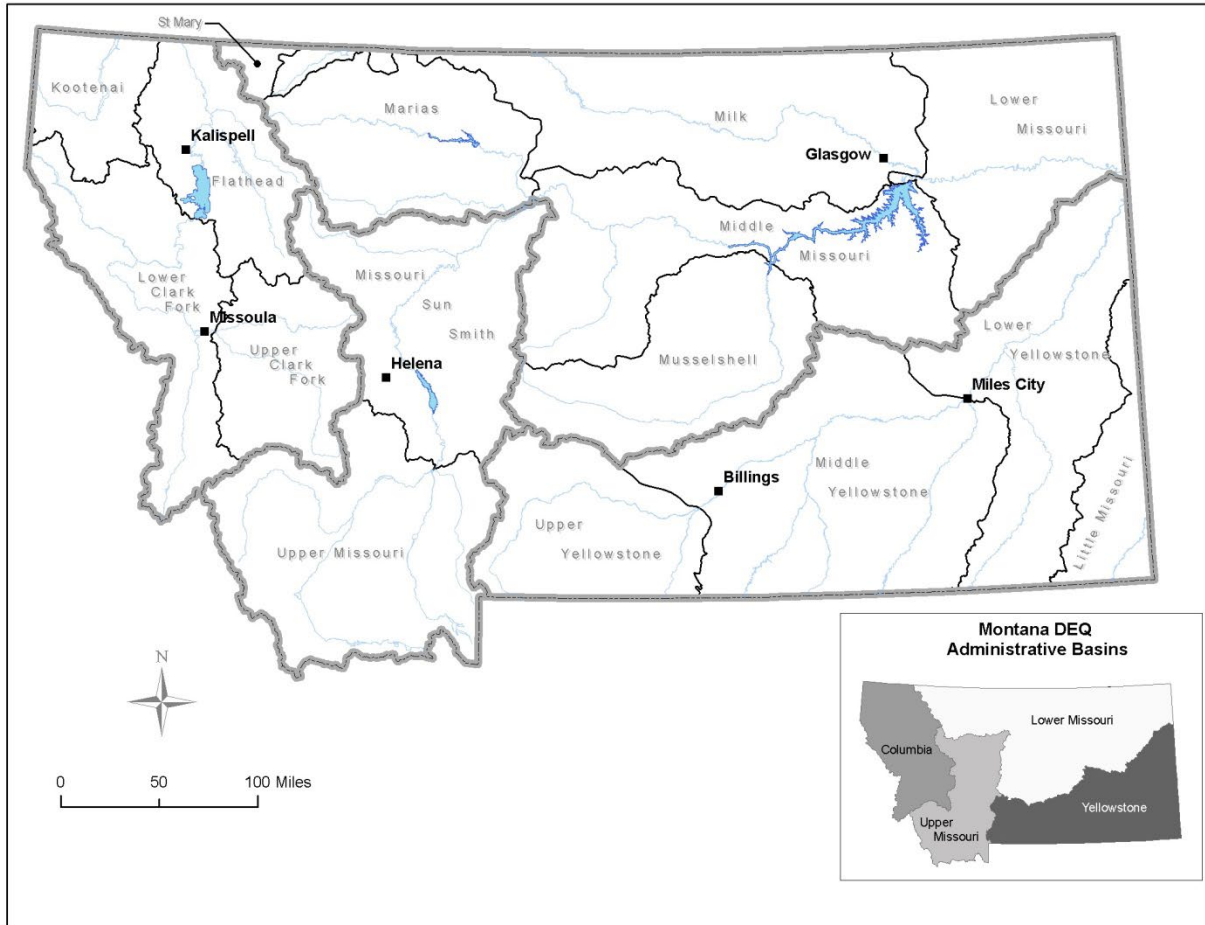 St Mary
Kootenai
Marias
Milk
Lower
Missouri
Kalispell
Glasgow
Flathead
Middle
Missouri
Lower
Clark
Fork
Missouri
Sun
Smith
Missoula
Upper
Clark
Fork
Helena
Musselshell
Lower
Yellowstone
Miles City
Billings
Middle
Yellowstone
Upper
Yellowstone
Upper Missouri
Little Missouri
N
0 50 100 Miles
Montana DEQ
Administrative Basins
Lower Missouri
Columbia
Yellowstone
Upper
Missouri